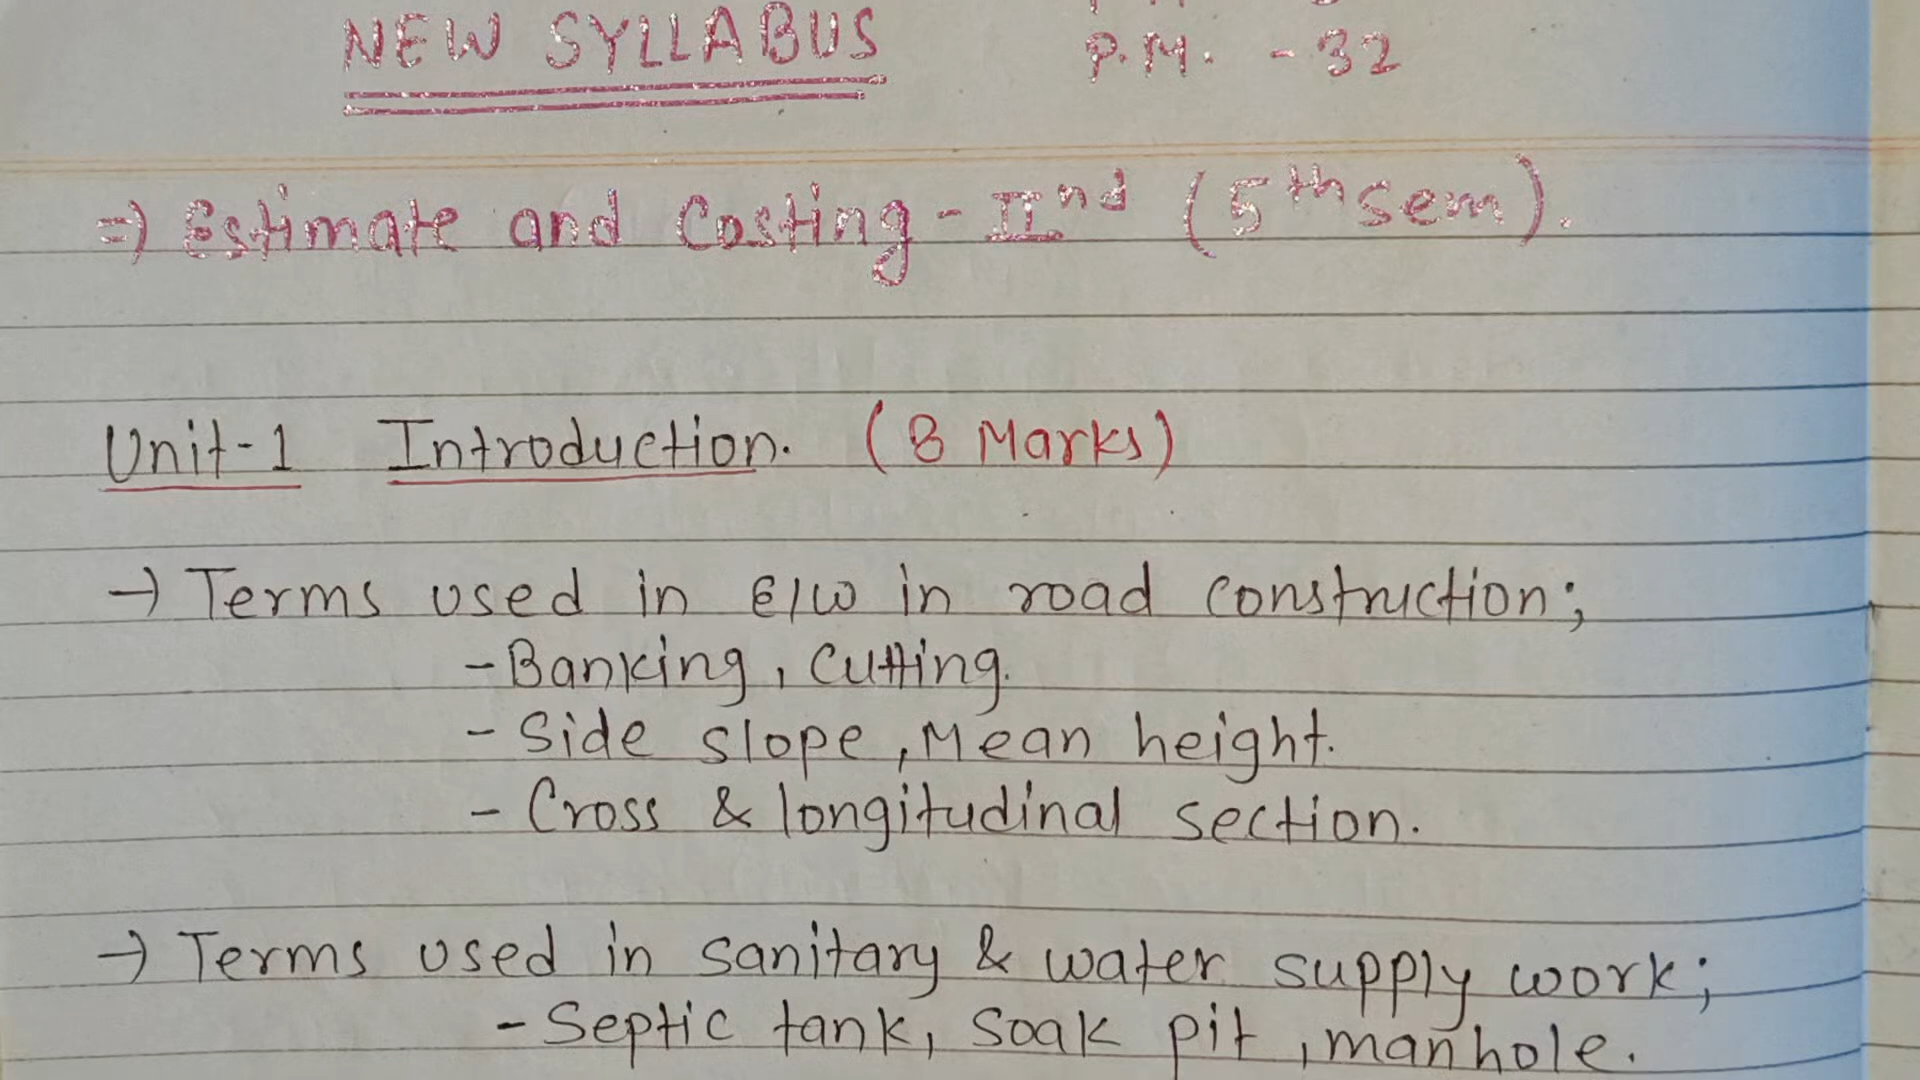 NEW SYLLABUS
P.M. - 32
=> Estimate and Costing - IInd (5th sem).
Unit-1 Introduction. (8 Marks)
→ Terms used in E/W in road construction;
- Banking, Cutting.
- Side slope, Mean height.
- Cross & longitudinal section.
→ Terms used in sanitary & water supply work;
- Septic tank, Soak pit, manhole.